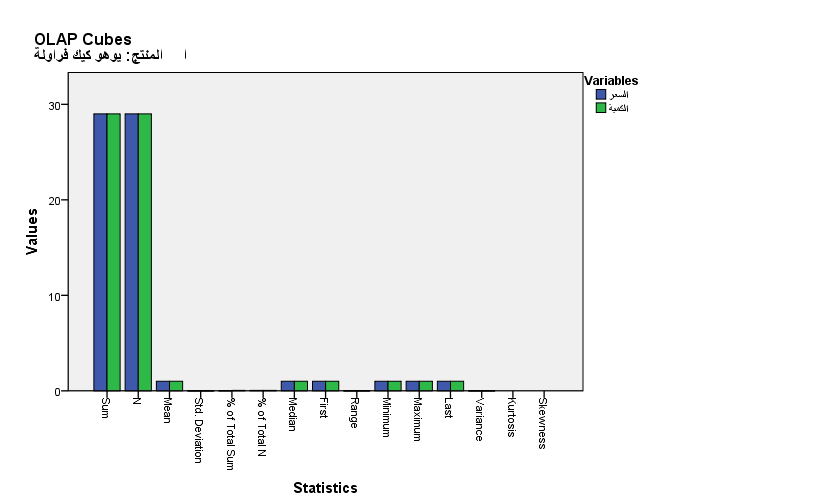 OLAP Cubes
ا المنتج: يوهو كيك فراولة
Variables
السعر
الكمية
Values
30
20
10
0
Sum
N
Mean
Std. Deviation
% of Total Sum
% of Total N
Median
First
Range
Minimum
Maximum
Last
Variance
Kurtosis
Skewness
Statistics